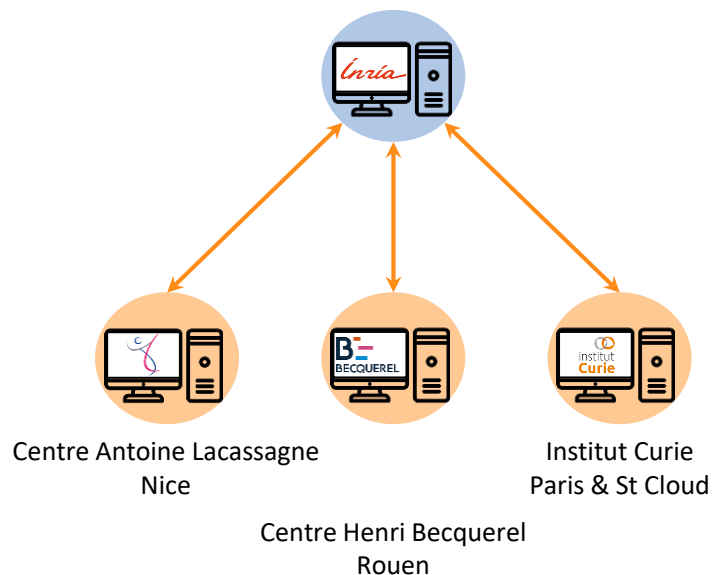 Inria
BECQUEREL
institut
Curie
Centre Antoine Lacassagne
Nice
Institut Curie
Paris & St Cloud
Centre Henri Becquerel
Rouen